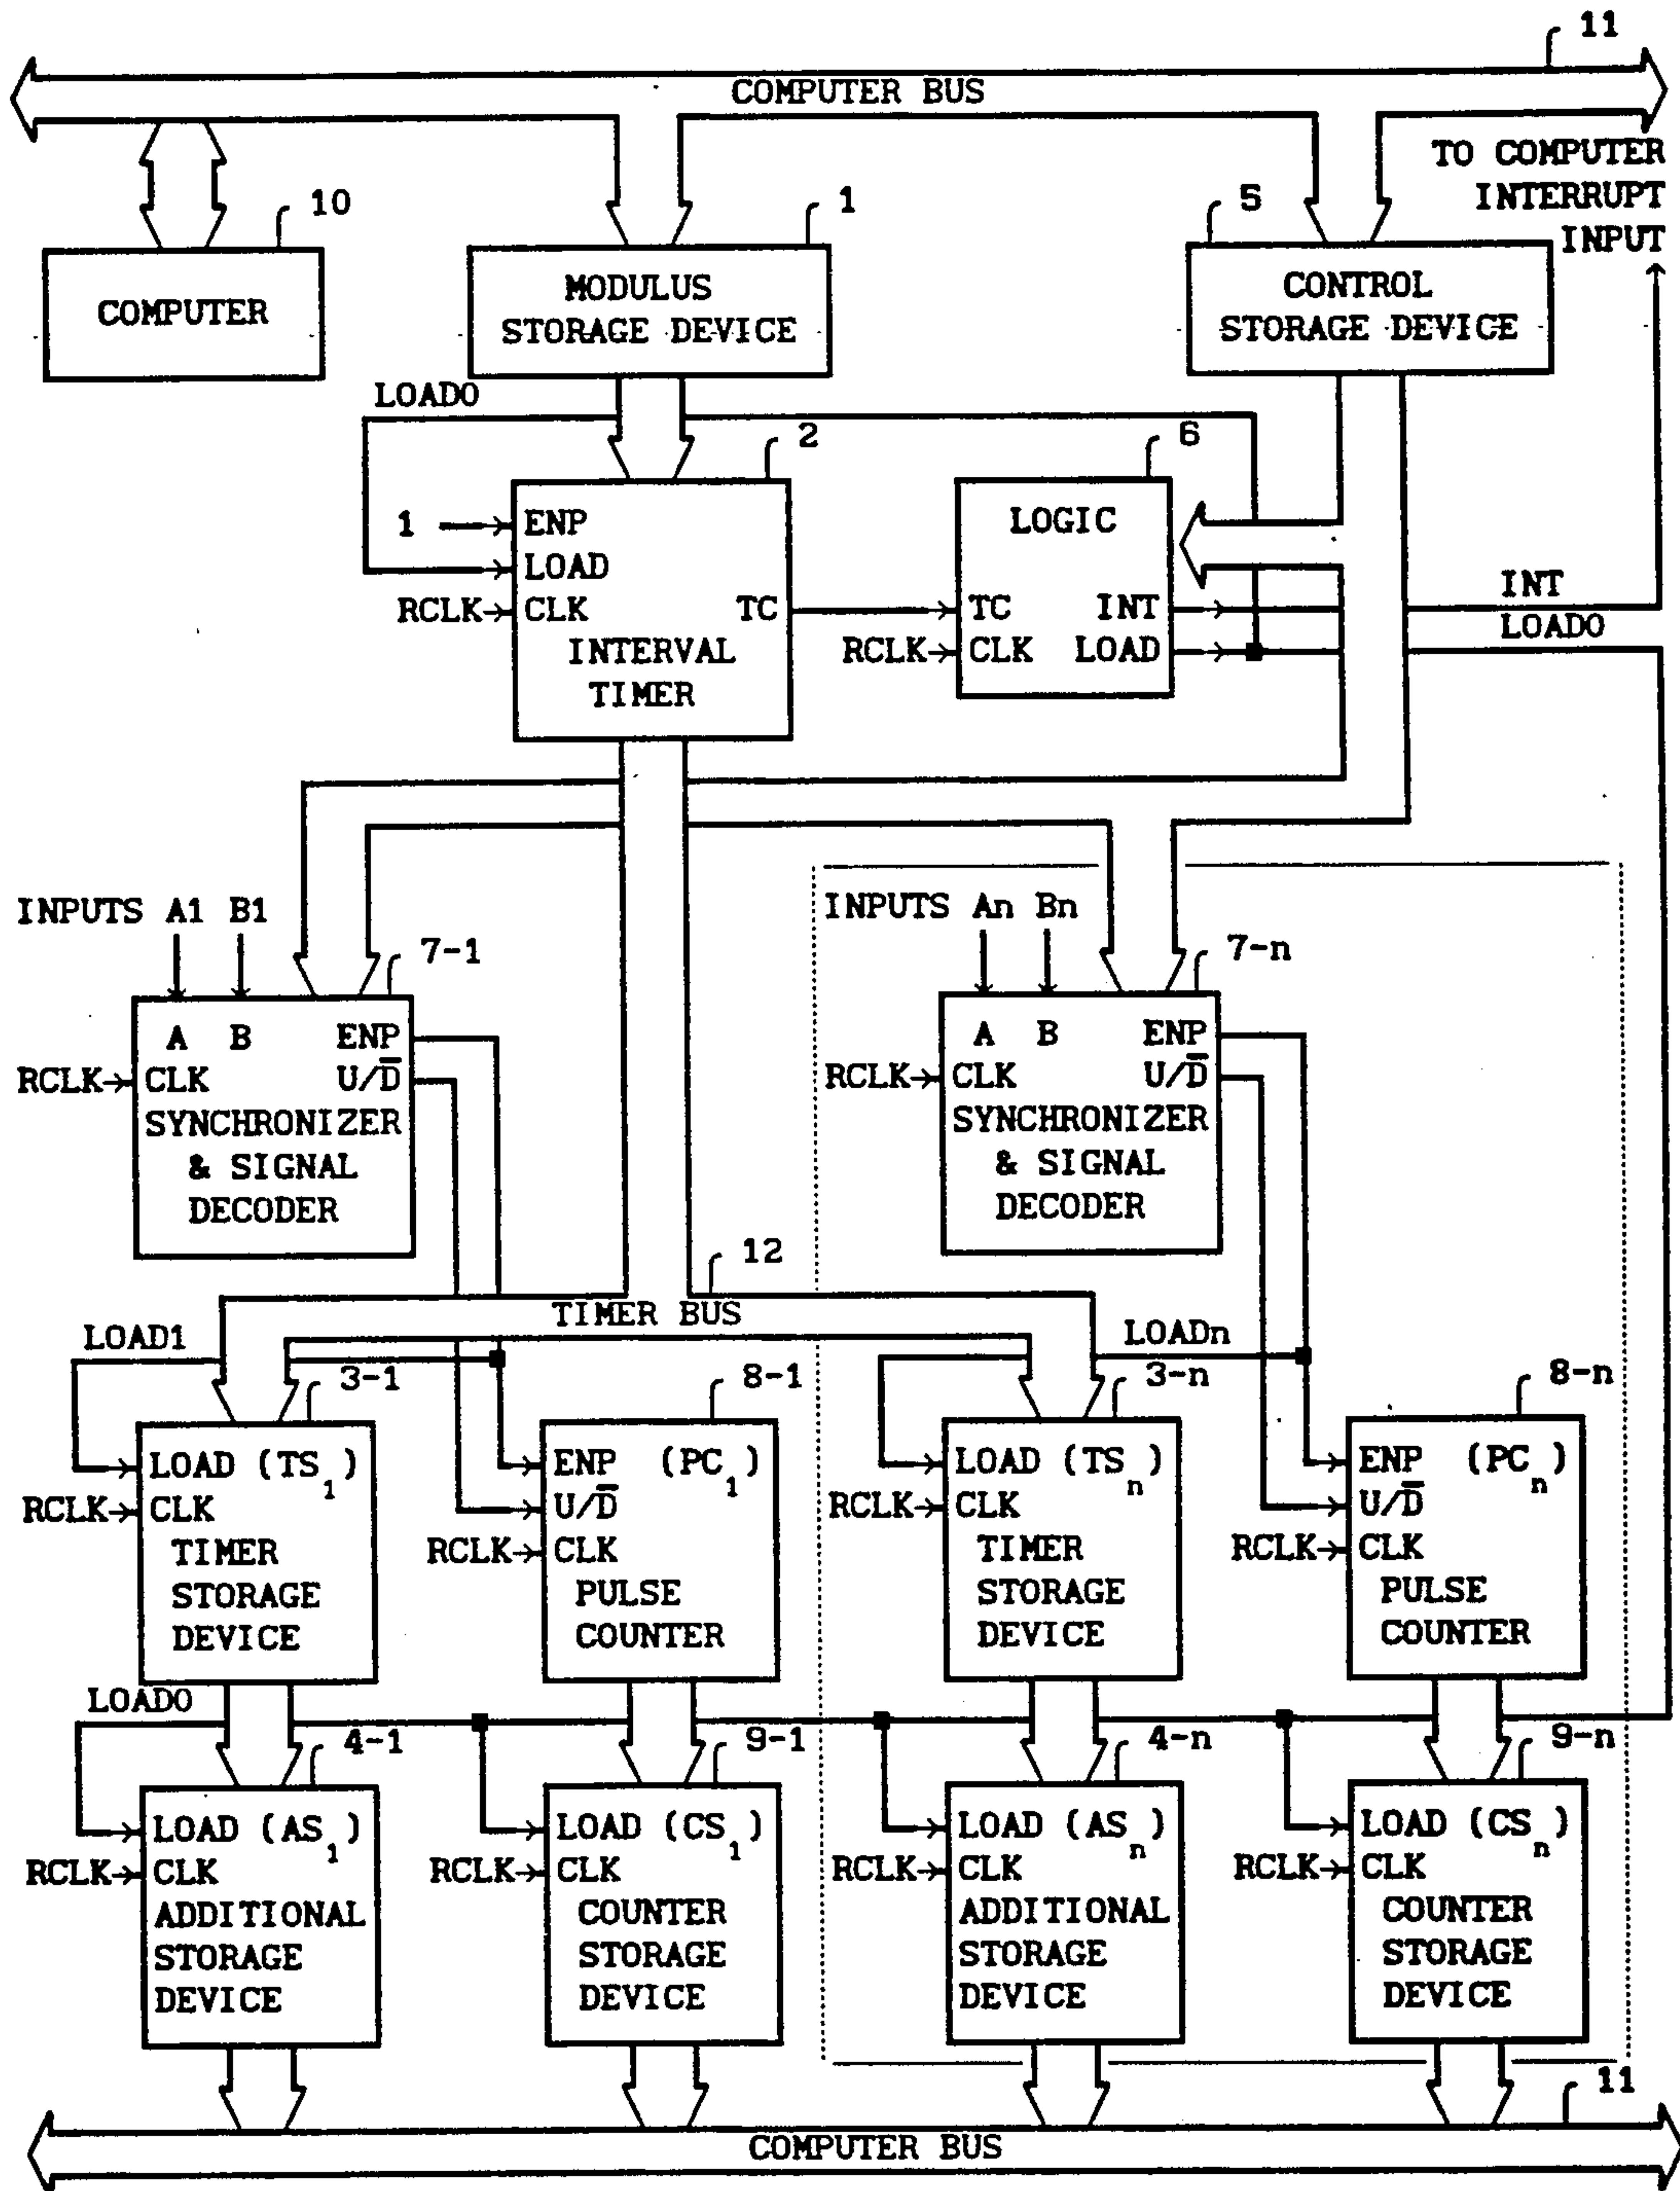 11
COMPUTER BUS
TO COMPUTER
INTERRUPT
INPUT
10
1
5
COMPUTER
MODULUS
STORAGE DEVICE
CONTROL
STORAGE DEVICE
LOAD0
2
6
1
ENP
LOAD
RCLK
CLK
TC
INTERVAL
TIMER
LOGIC
TC
INT
RCLK
CLK
LOAD
INT
LOAD0
INPUTS A1 B1
7-1
INPUTS An Bn
7-n
A B ENP
RCLK
CLK U/D̅
SYNCHRONIZER
& SIGNAL
DECODER
A B ENP
RCLK
CLK U/D̅
SYNCHRONIZER
& SIGNAL
DECODER
12
TIMER BUS
LOAD1
3-1
8-1
LOADn
3-n
8-n
LOAD (TS₁)
RCLK
CLK
TIMER
STORAGE
DEVICE
ENP (PC₁)
U/D̅
RCLK
CLK
PULSE
COUNTER
LOAD (TSₙ)
RCLK
CLK
TIMER
STORAGE
DEVICE
ENP (PCₙ)
U/D̅
RCLK
CLK
PULSE
COUNTER
LOAD0
4-1
9-1
4-n
9-n
LOAD (AS₁)
RCLK
CLK
ADDITIONAL
STORAGE
DEVICE
LOAD (CS₁)
RCLK
CLK
COUNTER
STORAGE
DEVICE
LOAD (ASₙ)
RCLK
CLK
ADDITIONAL
STORAGE
DEVICE
LOAD (CSₙ)
RCLK
CLK
COUNTER
STORAGE
DEVICE
11
COMPUTER BUS